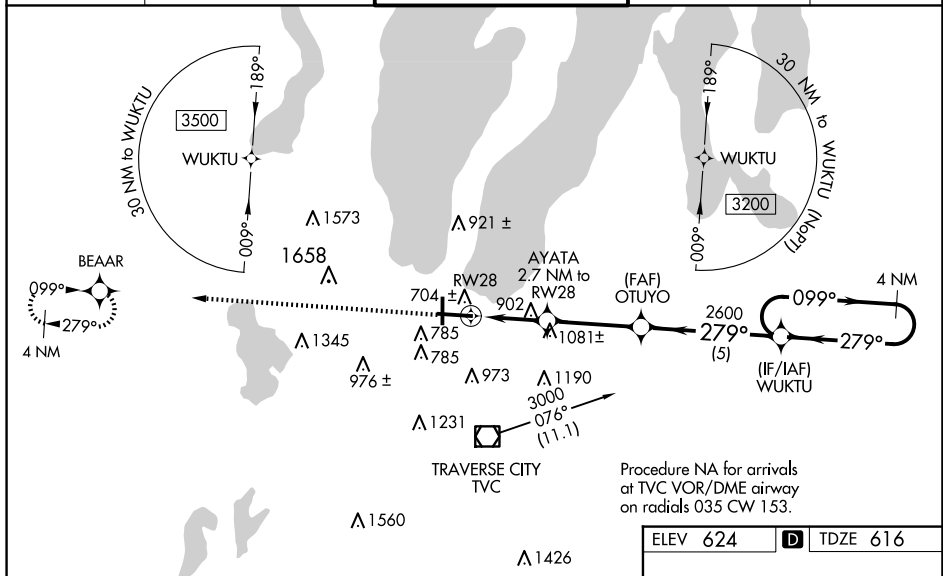 30 NM to WUKTU
189°
3500
WUKTU
009°
30 NM to WUKTU (NoPT)
189°
WUKTU
3200
009°
1573
921 ±
1658
BEAAR
099°
279°
4 NM
RW28
704 ±
AYATA
2.7 NM to
RW28
902
1081±
(FAF)
OTUYO
2600
279°
(5)
099°
4 NM
279°
(IF/IAF)
WUKTU
1345
785
785
976 ±
973
1190
1231
3000
076°
(11.1)
TRAVERSE CITY
TVC
Procedure NA for arrivals
at TVC VOR/DME airway
on radials 035 CW 153.
1560
1426
ELEV 624 D TDZE 616